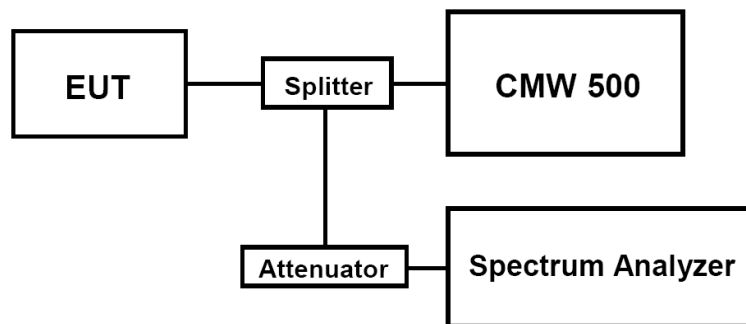 EUT
Splitter
CMW 500
Attenuator
Spectrum Analyzer